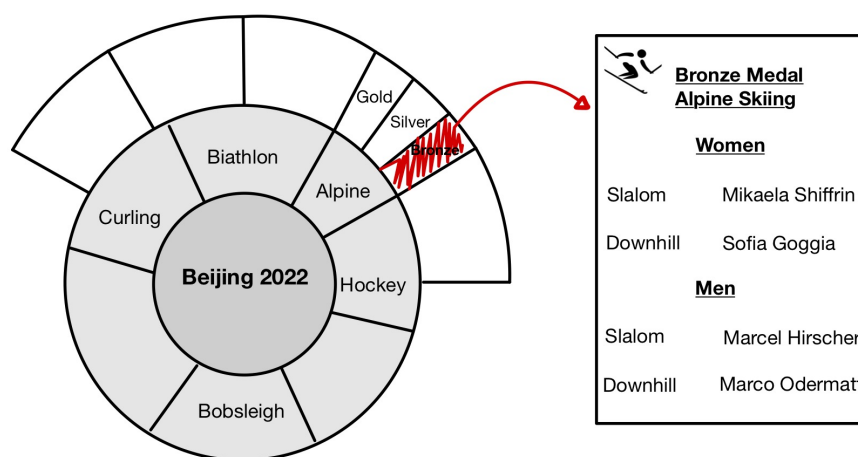 Beijing 2022
Curling
Biathlon
Alpine
Hockey
Bobsleigh
Gold
Silver
Bronze
Bronze Medal
Alpine Skiing
Women
Slalom Mikaela Shiffrin
Downhill Sofia Goggia
Men
Slalom Marcel Hirscher
Downhill Marco Odermatt